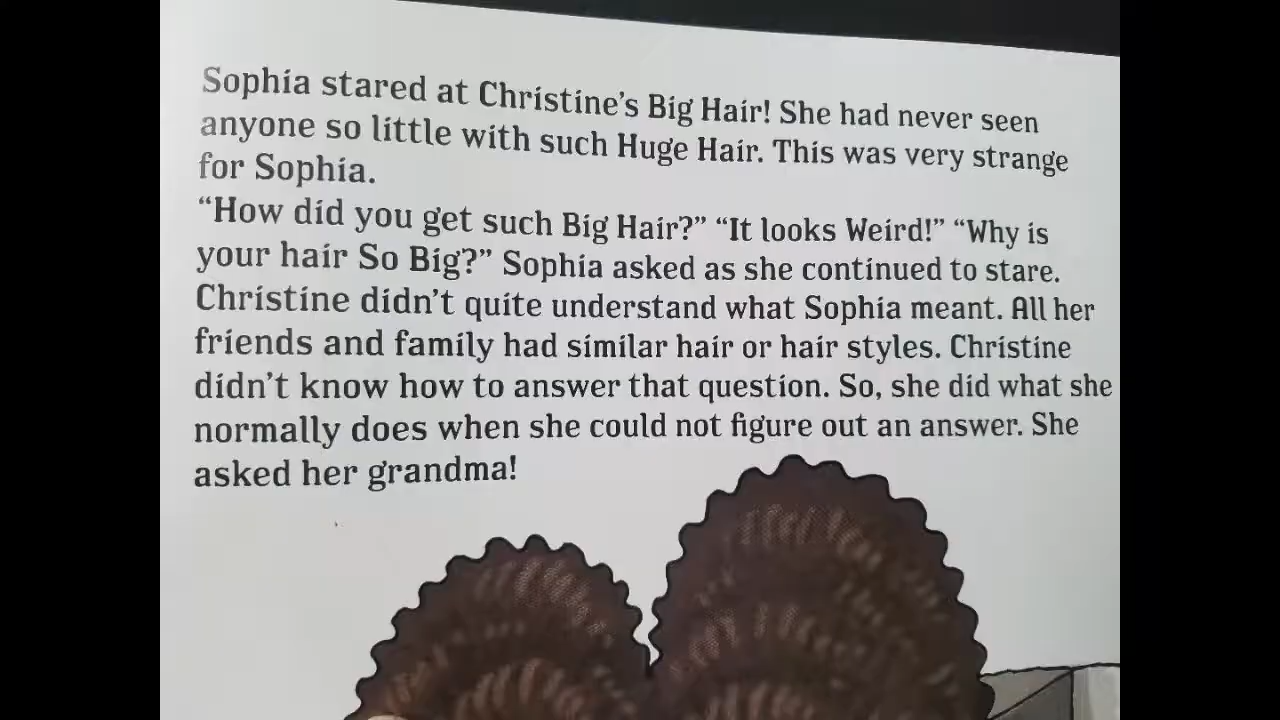 Sophia stared at Christine's Big Hair! She had never seen
anyone so little with such Huge Hair. This was very strange
for Sophia.
“How did you get such Big Hair?” “It looks Weird!” “Why is
your hair So Big?” Sophia asked as she continued to stare.
Christine didn’t quite understand what Sophia meant. All her
friends and family had similar hair or hair styles. Christine
didn’t know how to answer that question. So, she did what she
normally does when she could not figure out an answer. She
asked her grandma!